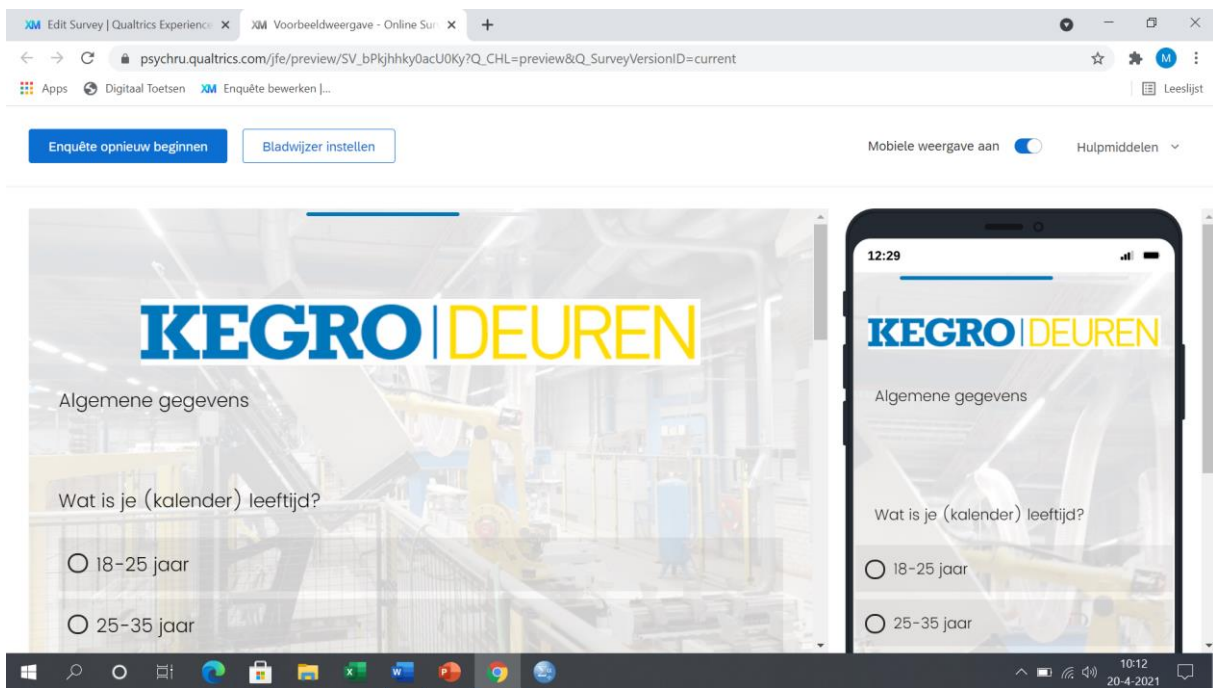 XM Edit Survey | Qualtrics Experience
XM Voorbeeldweergave - Online Sur
psychru.qualtrics.com/jfe/preview/SV_bPkjhhky0acU0Ky?Q_CHL=preview&Q_SurveyVersionID=current
M
Apps Digitaal Toetsen XM Enquête bewerken |...
Leeslijst
Enquête opnieuw beginnen
Bladwijzer instellen
Mobiele weergave aan
Hulpmiddelen
KEGRO|DEUREN
Algemene gegevens
Wat is je (kalender) leeftijd?
18-25 jaar
25-35 jaar
12:29
KEGRO|DEUREN
Algemene gegevens
Wat is je (kalender) leeftijd?
18-25 jaar
25-35 jaar
10:12
20-4-2021